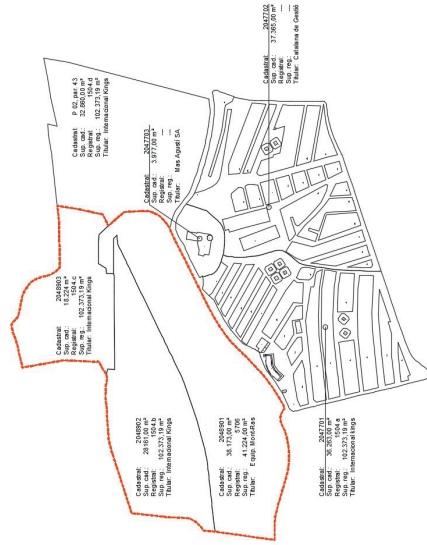 Cadastral: P 02, par. 43
Sup. cad.: 32.860,00 m²
Registral: 1504.d
Sup. reg.: 102.373,19 m²
Titular: Internacional Kings
Cadastral: 2047703
Sup. cad.: 3.977,00 m²
Registral: —
Sup. reg.: —
Titular: Mas Agustí SA
Cadastral: 2047702
Sup. cad.: 37.365,00 m²
Registral: —
Sup. reg.: —
Titular: Catalana de Gestió
Cadastral: 2048903
Sup. cad.: 18.224 m²
Registral: 1504.c
Sup. reg.: 102.373,19 m²
Titular: Internacional Kings
Cadastral: 2048902
Sup. cad.: 28.161,00 m²
Registral: 1504.b
Sup. reg.: 102.373,19 m²
Titular: Internacional Kings
Cadastral: 2048901
Sup. cad.: 38.173,00 m²
Registral: 5706
Sup. reg.: 41.224,00 m²
Titular: Equip. MontRas
Cadastral: 2047701
Sup. cad.: 36.263,00 m²
Registral: 1504.a
Sup. reg.: 102.373,19 m²
Titular: Internacional kings